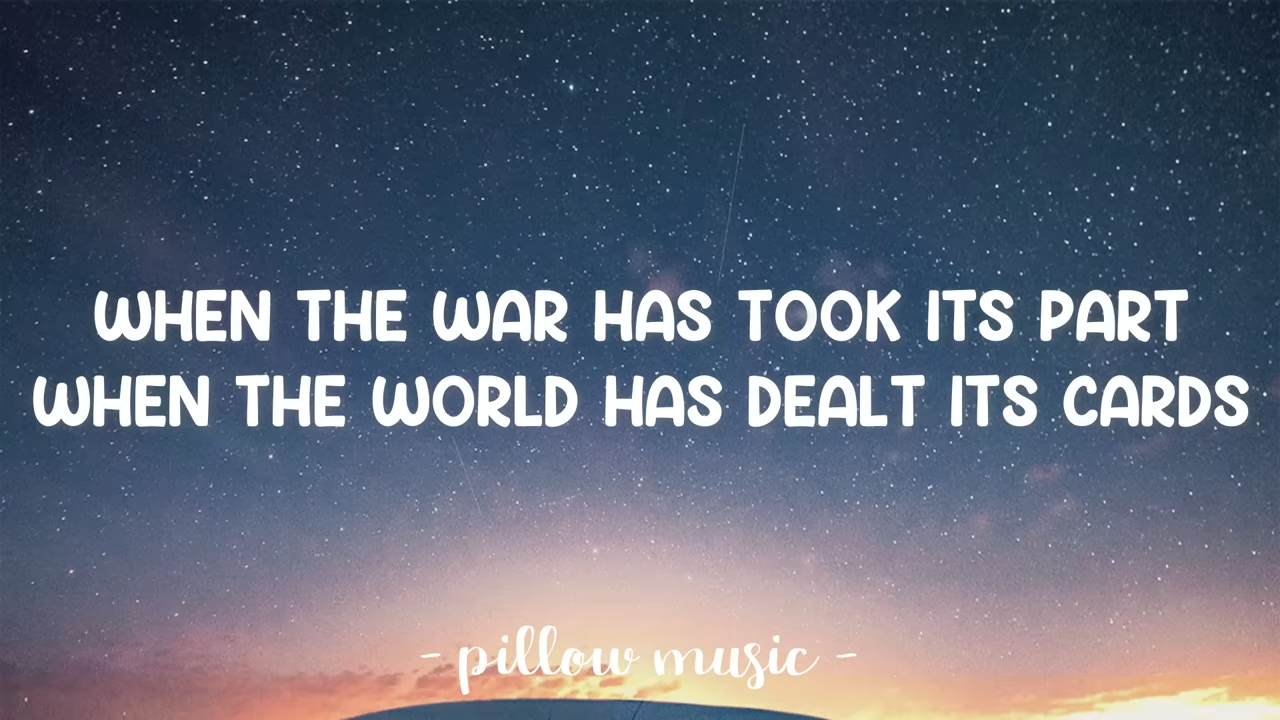 WHEN THE WAR HAS TOOK ITS PART
WHEN THE WORLD HAS DEALT ITS CARDS
- pillow music -